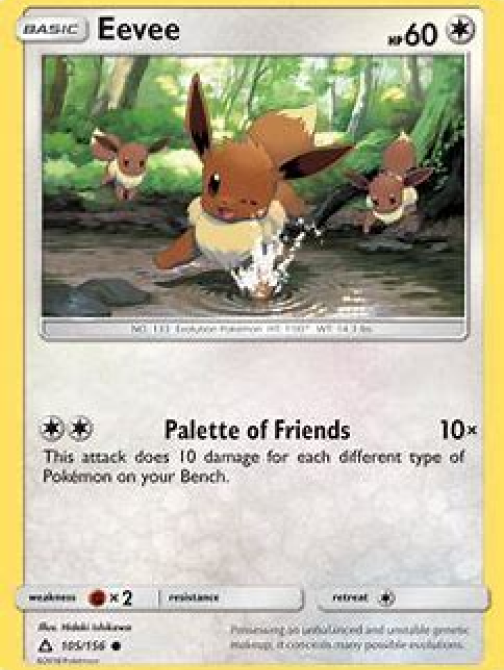 BASIC Eevee HP60
NO. 133 Evolution Pokémon HT: 1'00" WT: 14.3 lbs.
Palette of Friends 10×
This attack does 10 damage for each different type of
Pokémon on your Bench.
weakness ×2 resistance retreat
Illus. Hideki Ishikawa
105/156
©2018 Pokémon
Possessing an unbalanced and unstable genetic
makeup, it conceals many possible evolutions.